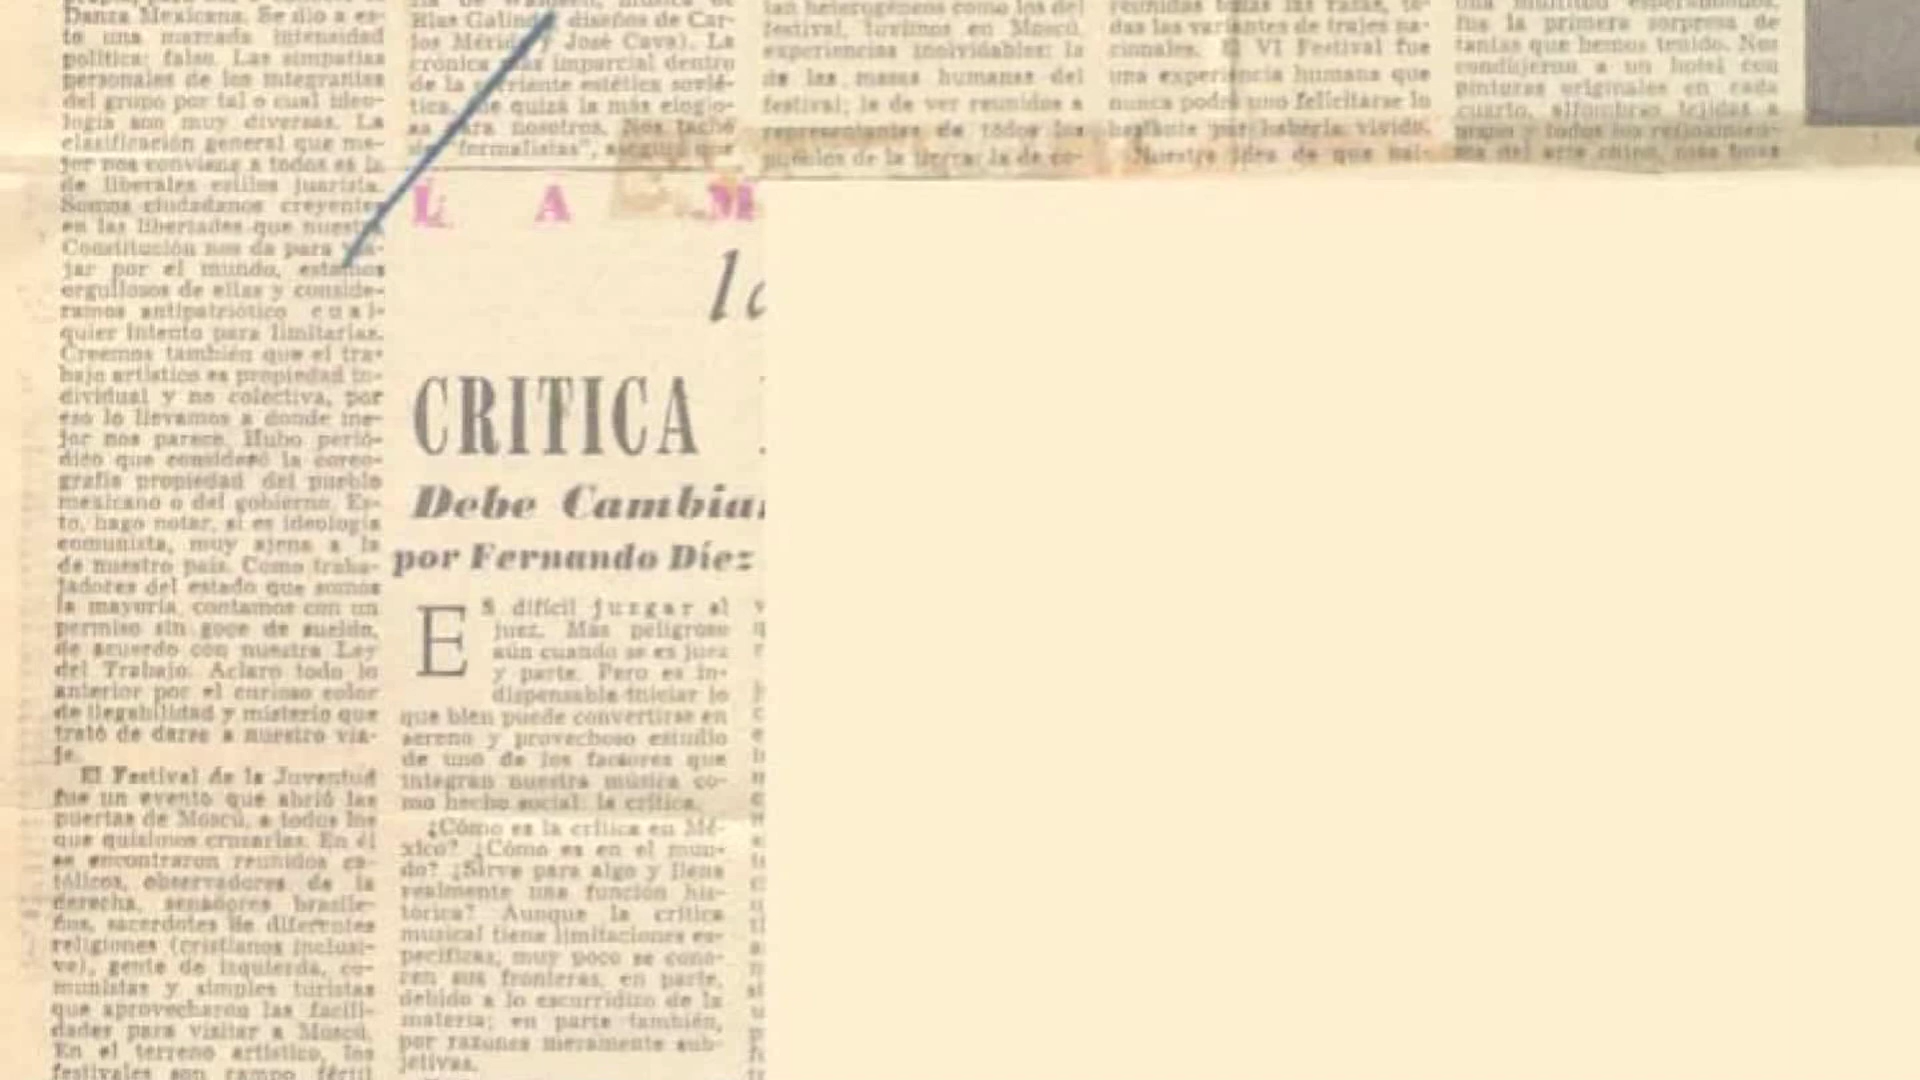 Danza Mexicana. Se dio a es-
to una marcada intensidad
política: falso. Las simpatías
personales de los integrantes
del grupo por tal o cual ideo-
logía son muy diversas. La
clasificación general que me-
jor nos conviene a todos es la
de liberales estilos juarista.
Somos ciudadanos creyentes
en las libertades que nuestra
Constitución nos da para via-
jar por el mundo, estamos
orgullosos de ellas y conside-
ramos antipatriótico cual-
quier intento para limitarlas.
Creemos también que el tra-
bajo artístico es propiedad in-
dividual y no colectiva, por
eso lo llevamos a donde me-
jor nos parece. Hubo perió-
dico que consideró la coreo-
grafía propiedad del pueblo
mexicano o del gobierno. Es-
to, hago notar, si es ideología
comunista, muy ajena a la
de nuestro país. Como traba-
jadores del estado que somos
la mayoría, contamos con un
permiso sin goce de sueldo,
de acuerdo con nuestra Ley
del Trabajo. Aclaro todo lo
anterior por el curioso color
de ilegabilidad y misterio que
trató de darse a nuestro via-
je.
El Festival de la Juventud
fue un evento que abrió las
puertas de Moscú, a todos los
que quisimos cruzarlas. En él
se encontraron reunidos ca-
tólicos, observadores de la
derecha, senadores brasile-
ños, sacerdotes de diferentes
religiones (cristianos inclusi-
ve), gente de izquierda, co-
munistas y simples turistas
que aprovecharon las facili-
dades para visitar a Moscú.
En el terreno artístico, los
festivales son campo fértil
Blas Galindo y diseños de Car-
los Mérida y José Cava). La
crónica más imparcial dentro
de la corriente estética sovié-
tica, fue quizá la más elogio-
sa para nosotros. Nos tachó
de "formalistas", aseguró que
tan heterogéneos como los del
festival, tuvimos en Moscú,
experiencias inolvidables: la
de las masas humanas del
festival; la de ver reunidos a
representantes de todos los
pueblos de la tierra; la de co-
reunidas todas las razas, to-
das las variantes de trajes na-
cionales. El VI Festival fue
una experiencia humana que
nunca podrá uno felicitarse lo
bastante por haberla vivido.
Nuestra idea de que bai-
una multitud esperándonos,
fue la primera sorpresa de
tantas que hemos tenido. Nos
condujeron a un hotel con
pinturas originales en cada
cuarto, alfombras tejidas a
mano y todos los refinamien-
tos del arte chino,
L A M
la
CRITICA
Debe Cambiar
por Fernando Díez
ES difícil juzgar al
juez. Más peligroso
aún cuando se es juez
y parte. Pero es in-
dispensable iniciar lo
que bien puede convertirse en
sereno y provechoso estudio
de uno de los factores que
integran nuestra música co-
mo hecho social: la crítica.
¿Cómo es la crítica en Mé-
xico? ¿Cómo es en el mun-
do? ¿Sirve para algo y llena
realmente una función his-
tórica? Aunque la crítica
musical tiene limitaciones es-
pecíficas, muy poco se cono-
cen sus fronteras, en parte,
debido a lo escurridizo de la
materia; en parte también,
por razones meramente sub-
jetivas.